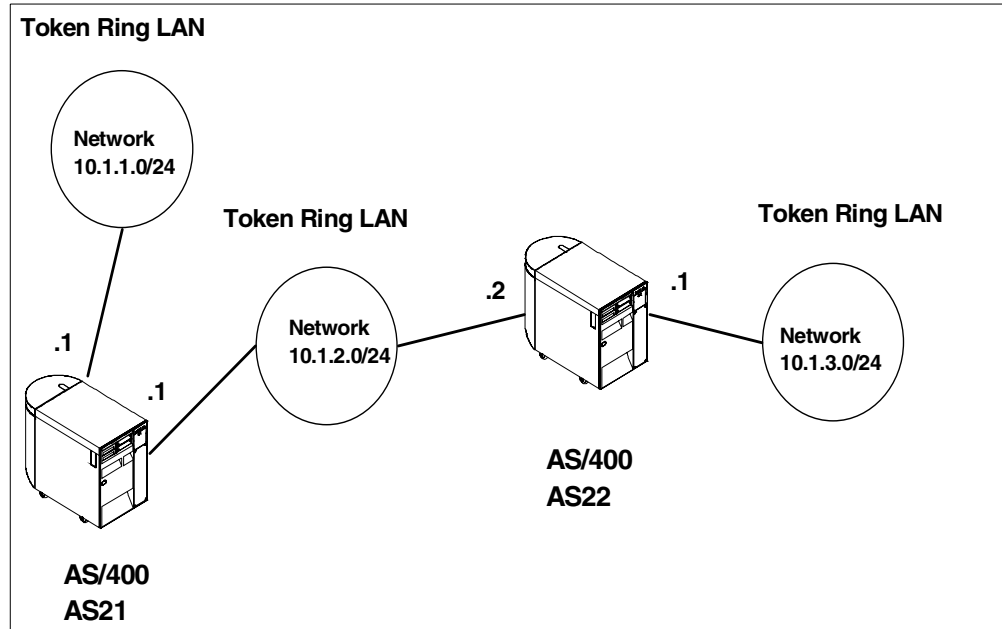 Token Ring LAN
Network
10.1.1.0/24
Token Ring LAN
Token Ring LAN
.2
.1
Network
10.1.2.0/24
Network
10.1.3.0/24
.1
.1
AS/400
AS22
AS/400
AS21